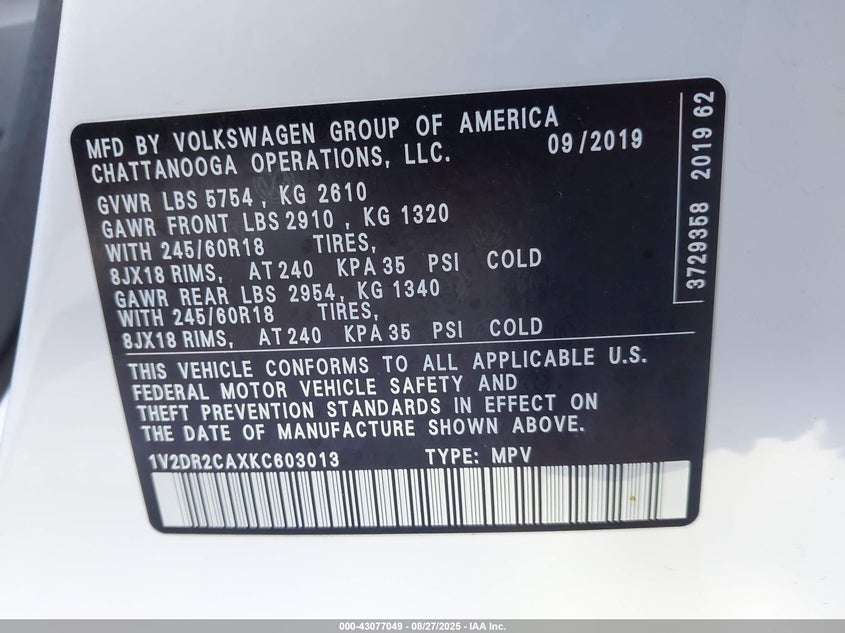 MFD BY VOLKSWAGEN GROUP OF AMERICA
CHATTANOOGA OPERATIONS, LLC. 09/2019
GVWR LBS 5754, KG 2610
GAWR FRONT LBS 2910, KG 1320
WITH 245/60R18 TIRES,
8JX18 RIMS, AT 240 KPA 35 PSI COLD
GAWR REAR LBS 2954, KG 1340
WITH 245/60R18 TIRES,
8JX18 RIMS, AT 240 KPA 35 PSI COLD
THIS VEHICLE CONFORMS TO ALL APPLICABLE U.S.
FEDERAL MOTOR VEHICLE SAFETY AND
THEFT PREVENTION STANDARDS IN EFFECT ON
THE DATE OF MANUFACTURE SHOWN ABOVE.
1V2DR2CAXKC603013 TYPE: MPV
3729358 2019 62
000-43077049 - 08/27/2025 - IAA Inc.